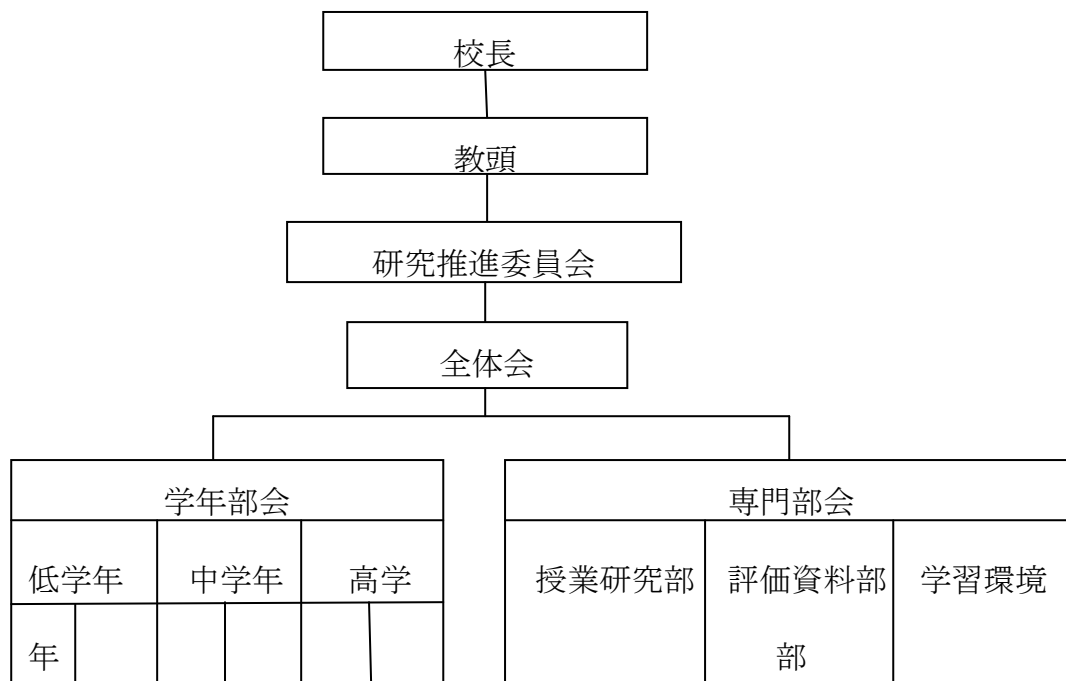 校長
教頭
研究推進委員会
全体会
学年部会
低学年 中学年 高学
年
専門部会
授業研究部 評価資料部 学習環境
部